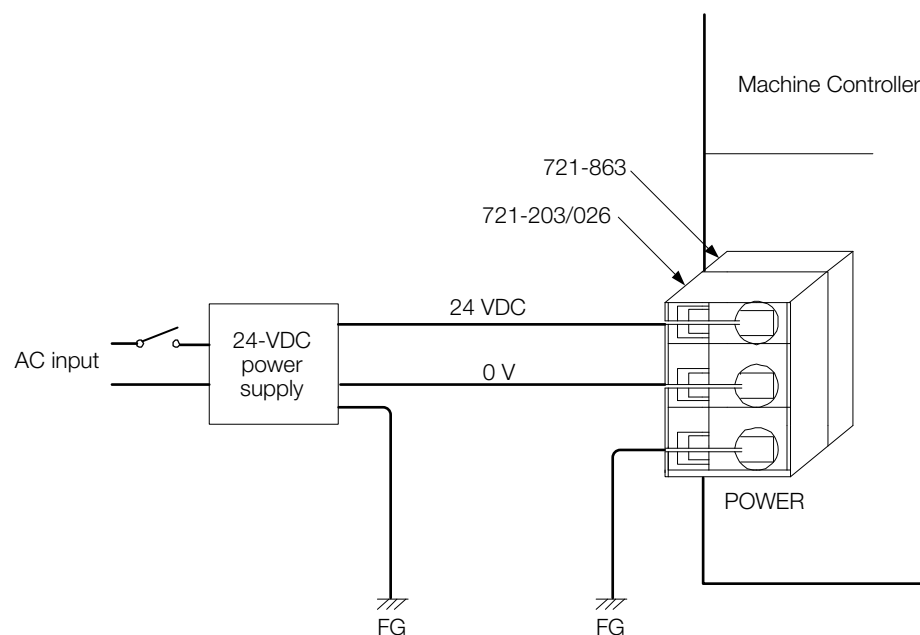 Machine Controller
721-863
721-203/026
24 VDC
AC input
24-VDC
power
supply
0 V
POWER
FG
FG